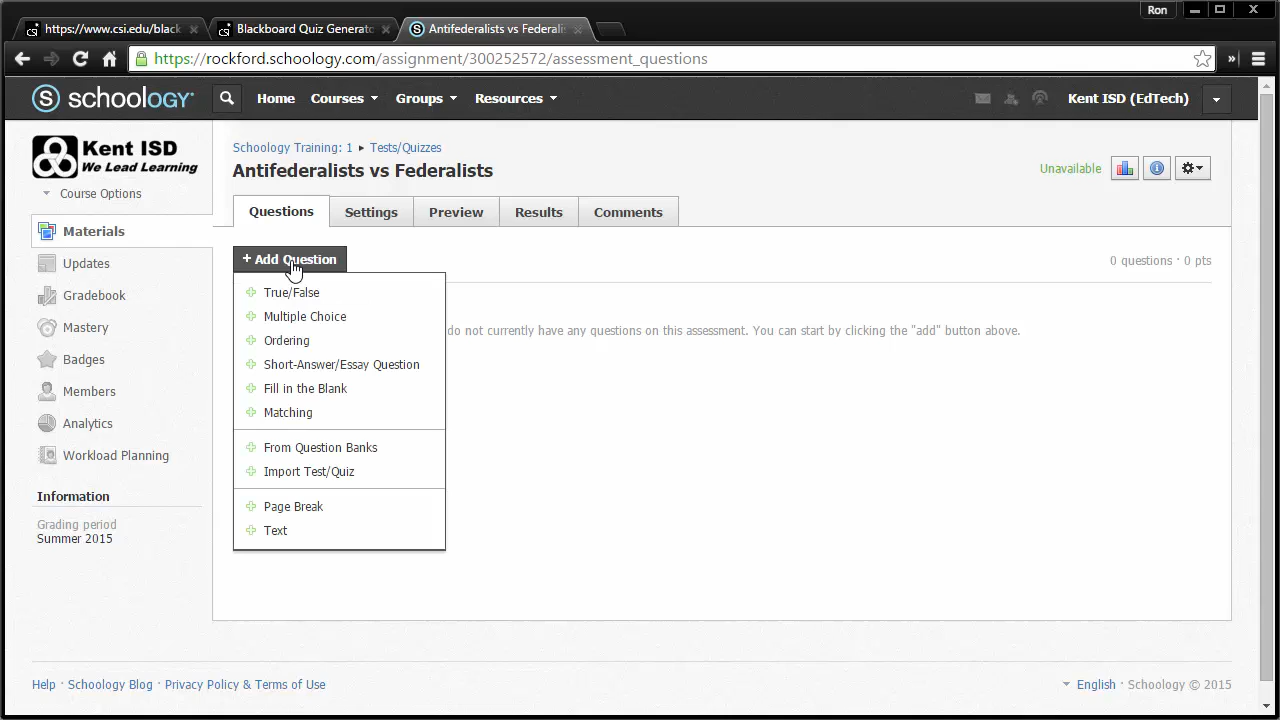 Ron
https://www.csi.edu/black
Blackboard Quiz Generato
Antifederalists vs Federali
https://rockford.schoology.com/assignment/300252572/assessment_questions
S schoology
Home
Courses
Groups
Resources
Kent ISD (EdTech)
Kent ISD
We Lead Learning
Course Options
Materials
Updates
Gradebook
Mastery
Badges
Members
Analytics
Workload Planning
Information
Grading period
Summer 2015
Schoology Training: 1 ▸ Tests/Quizzes
Antifederalists vs Federalists
Unavailable
Questions
Settings
Preview
Results
Comments
+ Add Question
0 questions · 0 pts
True/False
Multiple Choice
Ordering
Short-Answer/Essay Question
Fill in the Blank
Matching
From Question Banks
Import Test/Quiz
Page Break
Text
do not currently have any questions on this assessment. You can start by clicking the "add" button above.
Help · Schoology Blog · Privacy Policy & Terms of Use
English · Schoology © 2015